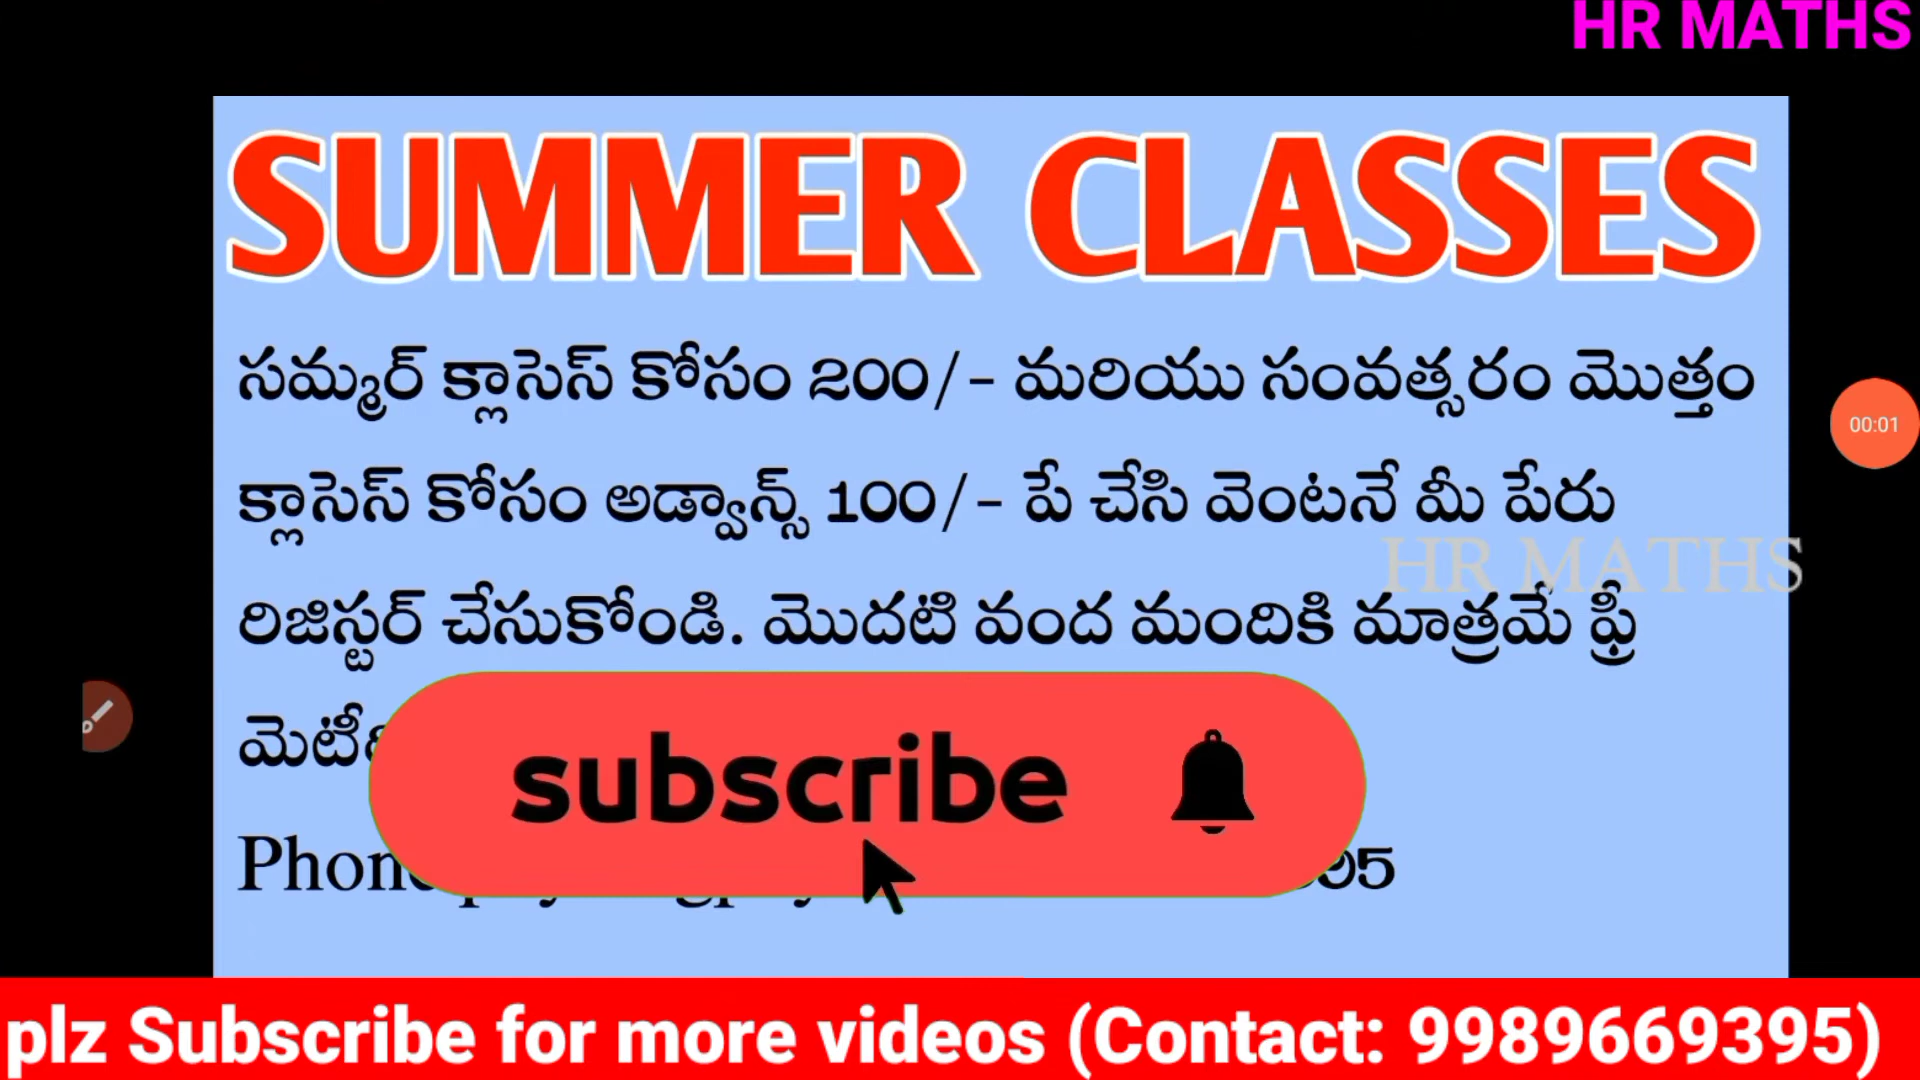 HR MATHS
SUMMER CLASSES
సమ్మర్ క్లాసెస్ కోసం 200/- మరియు సంవత్సరం మొత్తం
క్లాసెస్ కోసం అడ్వాన్స్ 100/- పే చేసి వెంటనే మీ పేరు
HR MATHS
రిజిస్టర్ చేసుకోండి. మొదటి వంద మందికి మాత్రమే ఫ్రీ
subscribe
00:01
plz Subscribe for more videos (Contact: 9989669395)